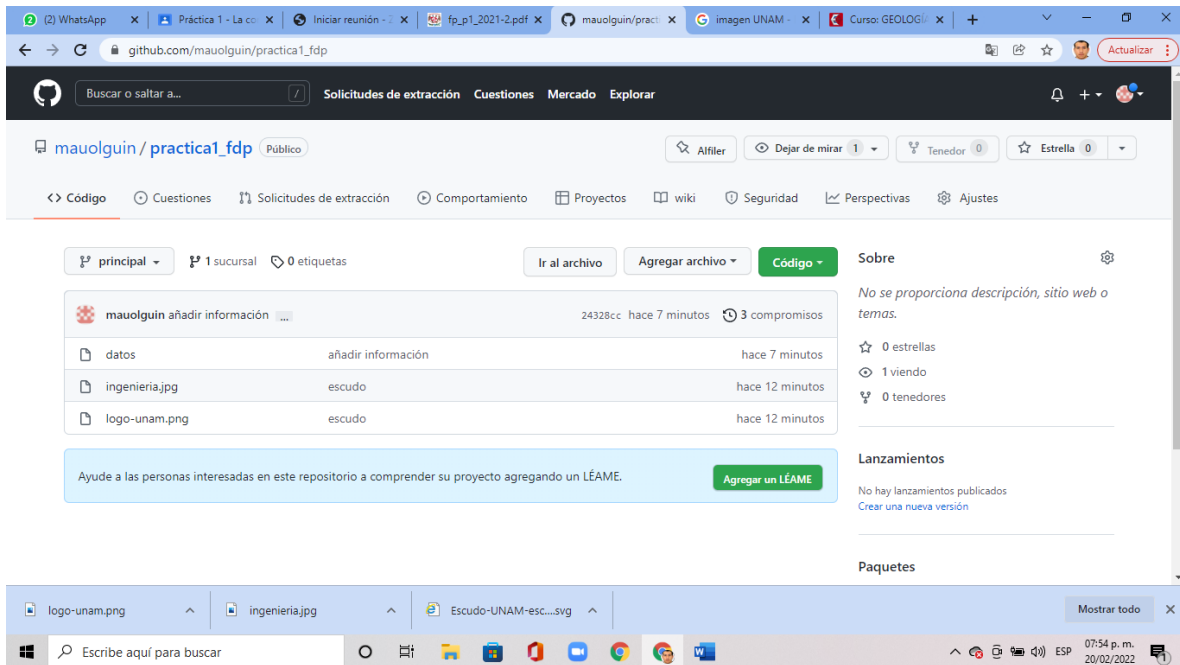 (2) WhatsApp
Práctica 1 - La co
Iniciar reunión - 2
fp_p1_2021-2.pdf
mauolguin/pract
imagen UNAM -
Curso: GEOLOGÍ
github.com/mauolguin/practica1_fdp
Actualizar
Buscar o saltar a...
/
Solicitudes de extracción Cuestiones Mercado Explorar
mauolguin / practica1_fdp Público
Alfiler
Dejar de mirar 1
Tenedor 0
Estrella 0
<> Código Cuestiones Solicitudes de extracción Comportamiento Proyectos wiki Seguridad Perspectivas Ajustes
principal 1 sucursal 0 etiquetas
Ir al archivo
Agregar archivo
Código
mauolguin añadir información ... 24328cc hace 7 minutos 3 compromisos
datos añadir información hace 7 minutos
ingenieria.jpg escudo hace 12 minutos
logo-unam.png escudo hace 12 minutos
Ayude a las personas interesadas en este repositorio a comprender su proyecto agregando un LÉAME.
Agregar un LÉAME
Sobre
No se proporciona descripción, sitio web o
temas.
0 estrellas
1 viendo
0 tenedores
Lanzamientos
No hay lanzamientos publicados
Crear una nueva versión
Paquetes
logo-unam.png
ingenieria.jpg
Escudo-UNAM-esc....svg
Mostrar todo
Escribe aquí para buscar
ESP
07:54 p. m.
20/02/2022